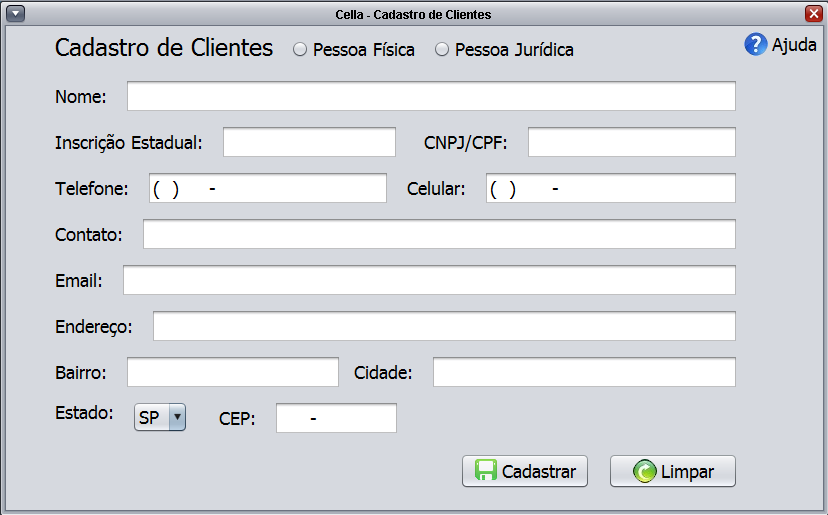 Cella - Cadastro de Clientes
Cadastro de Clientes Pessoa Física Pessoa Jurídica Ajuda
Nome:
Inscrição Estadual: CNPJ/CPF:
Telefone: ( ) - Celular: ( ) -
Contato:
Email:
Endereço:
Bairro: Cidade:
Estado: SP CEP: -
Cadastrar Limpar